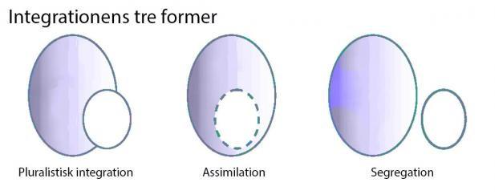 Integrationens tre former
Pluralistisk integration
Assimilation
Segregation